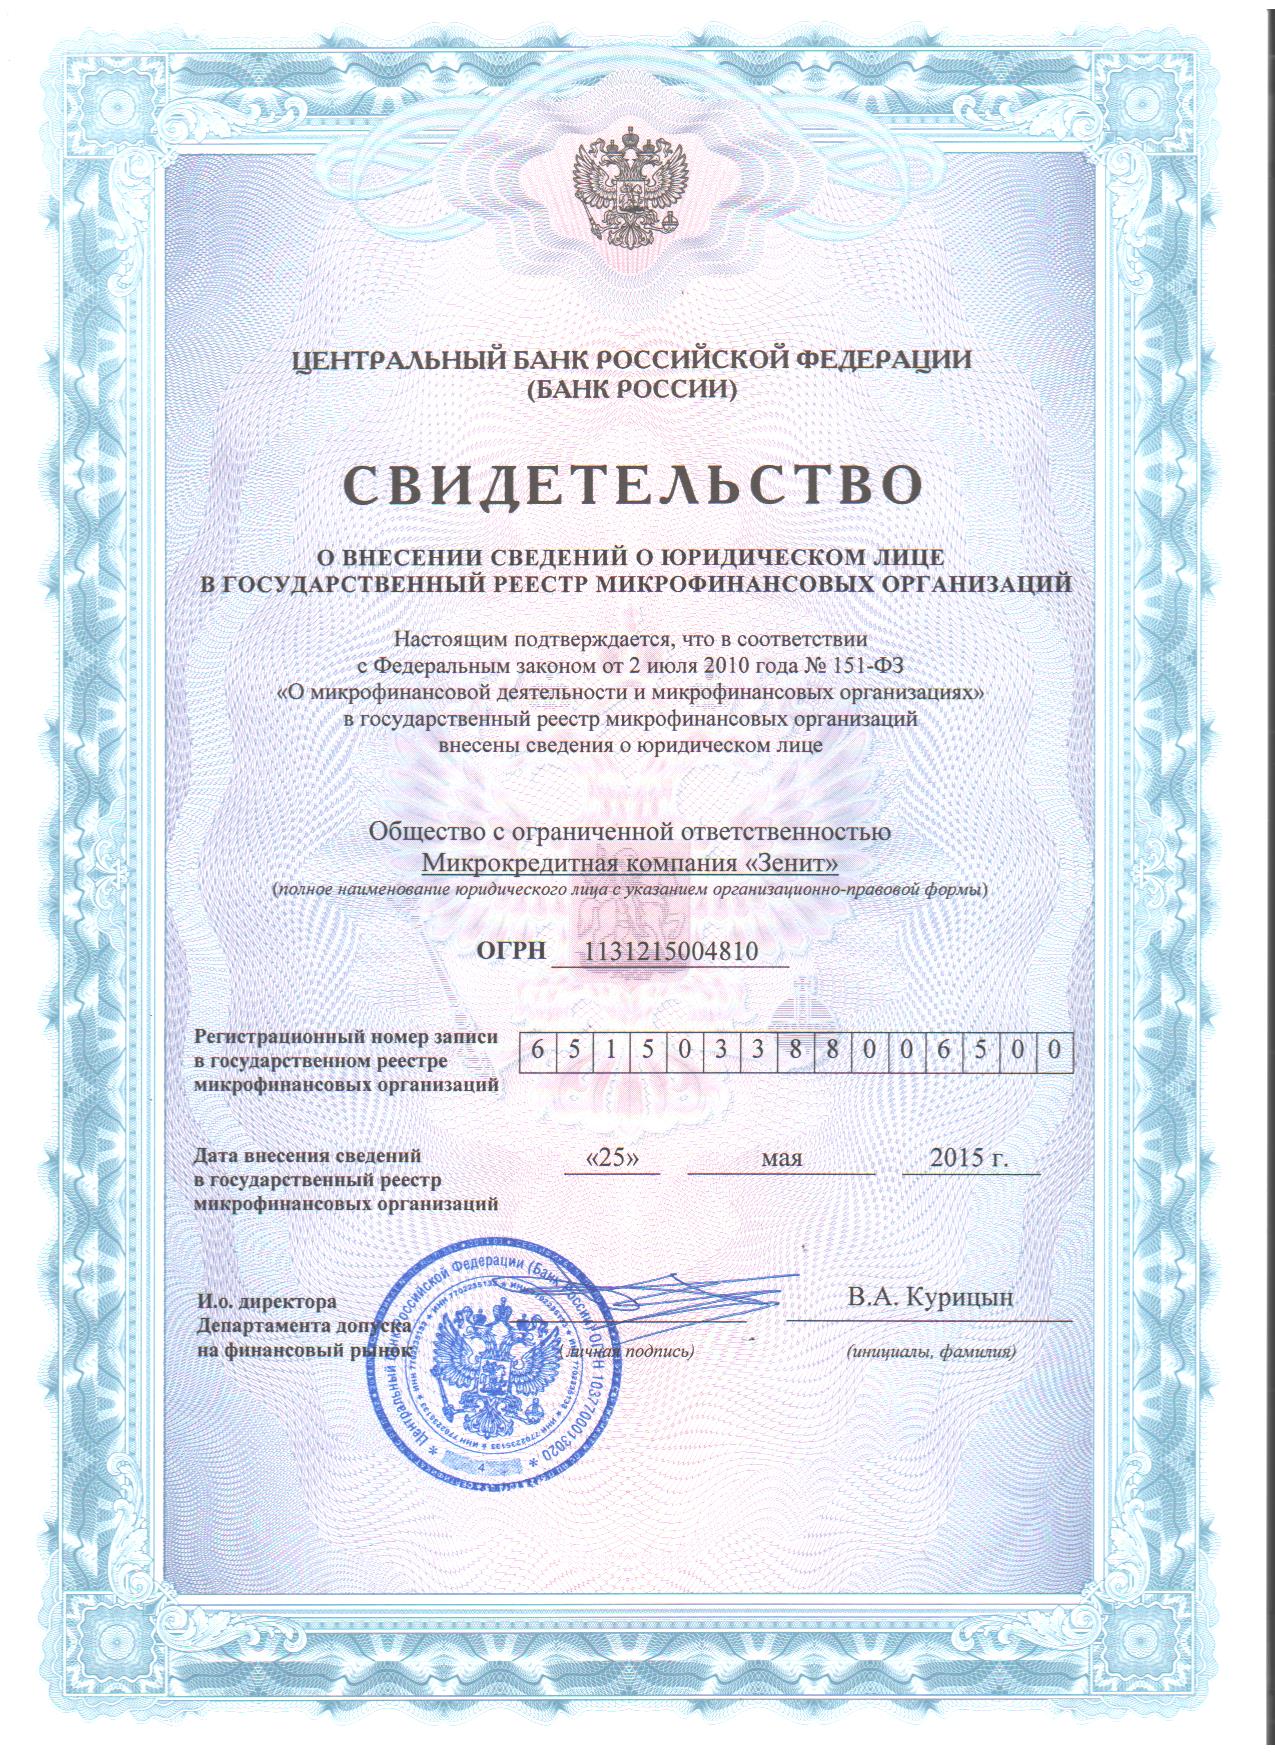 ЦЕНТРАЛЬНЫЙ БАНК РОССИЙСКОЙ ФЕДЕРАЦИИ
(БАНК РОССИИ)
СВИДЕТЕЛЬСТВО
О ВНЕСЕНИИ СВЕДЕНИЙ О ЮРИДИЧЕСКОМ ЛИЦЕ
В ГОСУДАРСТВЕННЫЙ РЕЕСТР МИКРОФИНАНСОВЫХ ОРГАНИЗАЦИЙ
Настоящим подтверждается, что в соответствии
с Федеральным законом от 2 июля 2010 года № 151-ФЗ
«О микрофинансовой деятельности и микрофинансовых организациях»
в государственный реестр микрофинансовых организаций
внесены сведения о юридическом лице
Общество с ограниченной ответственностью
Микрокредитная компания «Зенит»
(полное наименование юридического лица с указанием организационно-правовой формы)
ОГРН 1131215004810
Регистрационный номер записи
в государственном реестре
микрофинансовых организаций
6 5 1 5 0 3 3 8 8 0 0 6 5 0 0
Дата внесения сведений
в государственный реестр
микрофинансовых организаций
«25» мая 2015 г.
И.о. директора
Департамента допуска
на финансовый рынок
(личная подпись)
В.А. Курицын
(инициалы, фамилия)
Центральный банк Российской Федерации (Банк России) ОГРН 1037700013020
ИНН 7702235133
4